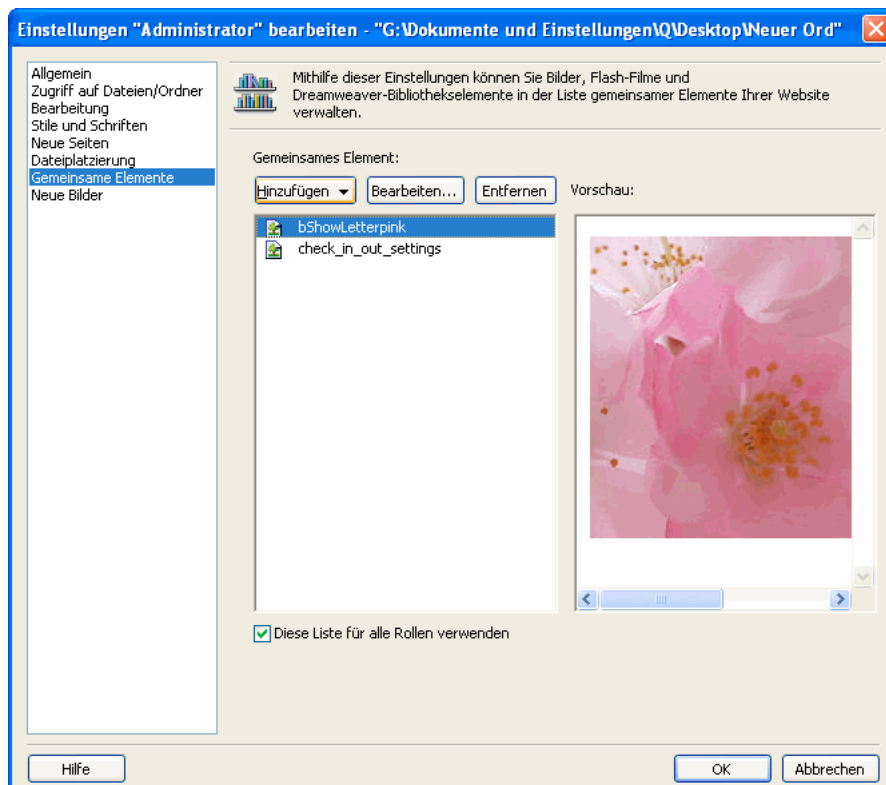 Einstellungen "Administrator" bearbeiten - "G:\Dokumente und Einstellungen\Q\Desktop\Neuer Ord"
Allgemein
Zugriff auf Dateien/Ordner
Bearbeitung
Stile und Schriften
Neue Seiten
Dateiplatzierung
Gemeinsame Elemente
Neue Bilder
Mithilfe dieser Einstellungen können Sie Bilder, Flash-Filme und
Dreamweaver-Bibliothekselemente in der Liste gemeinsamer Elemente Ihrer Website
verwalten.
Gemeinsames Element:
Hinzufügen
Bearbeiten...
Entfernen
Vorschau:
bShowLetterpink
check_in_out_settings
Diese Liste für alle Rollen verwenden
Hilfe
OK
Abbrechen